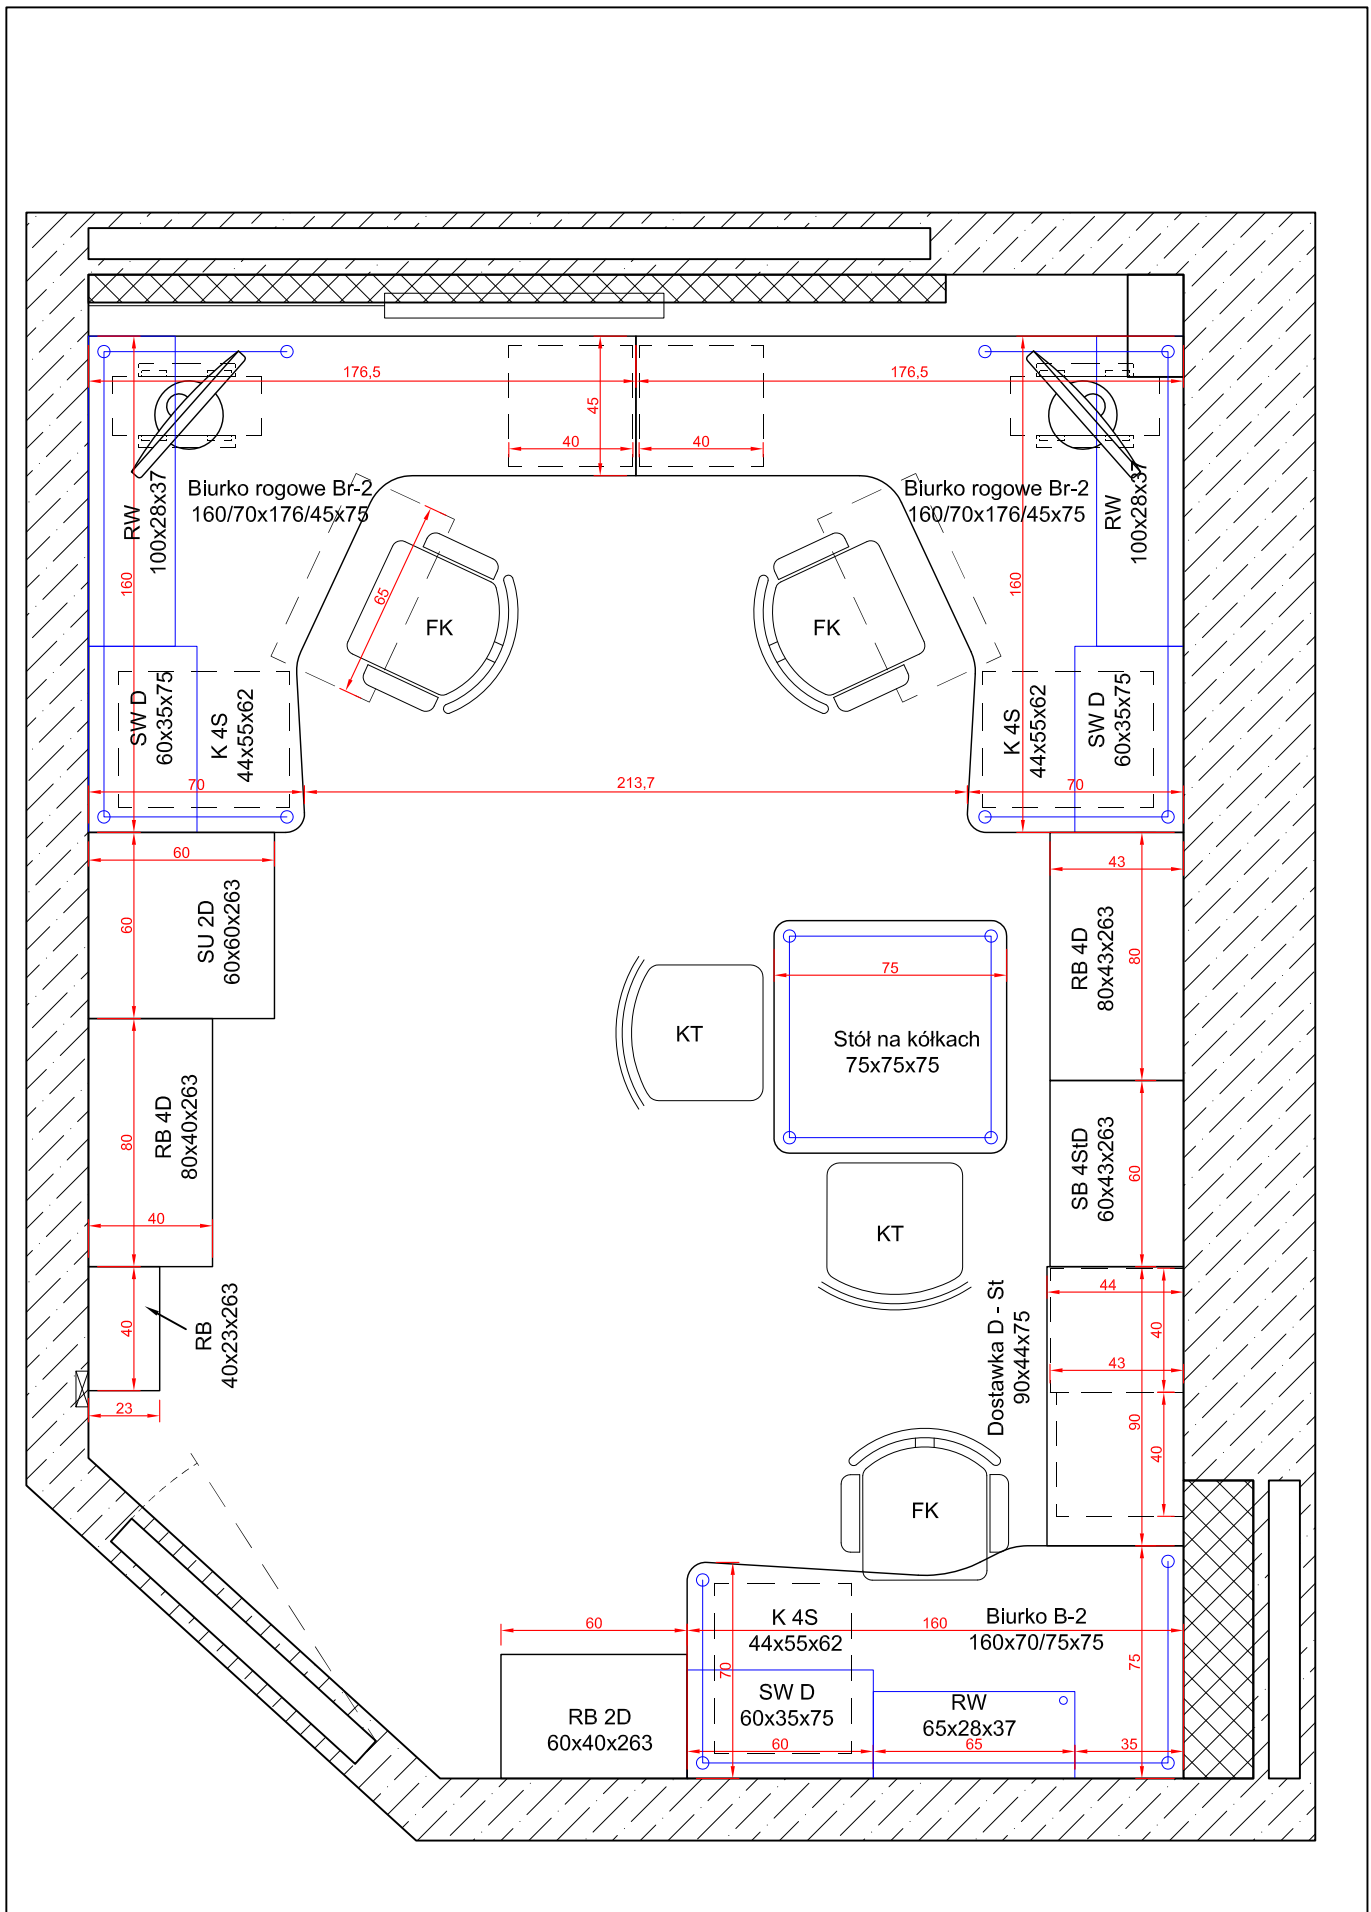 176,5
176,5
45
40
40
Biurko rogowe Br-2
160/70x176/45x75
Biurko rogowe Br-2
160/70x176/45x75
RW
100x28x37
RW
100x28x37
160
160
65
FK
FK
SW D
60x35x75
K 4S
44x55x62
K 4S
44x55x62
SW D
60x35x75
70
213,7
70
60
43
60
SU 2D
60x60x263
RB 4D
80x43x263
80
75
KT
Stół na kółkach
75x75x75
80
RB 4D
80x40x263
40
SB 4StD
60x43x263
60
KT
40
RB
40x23x263
23
Dostawka D - St
90x44x75
44
40
43
90
40
FK
60
K 4S
44x55x62
160
Biurko B-2
160x70/75x75
70
75
RB 2D
60x40x263
SW D
60x35x75
RW
65x28x37
60
65
35